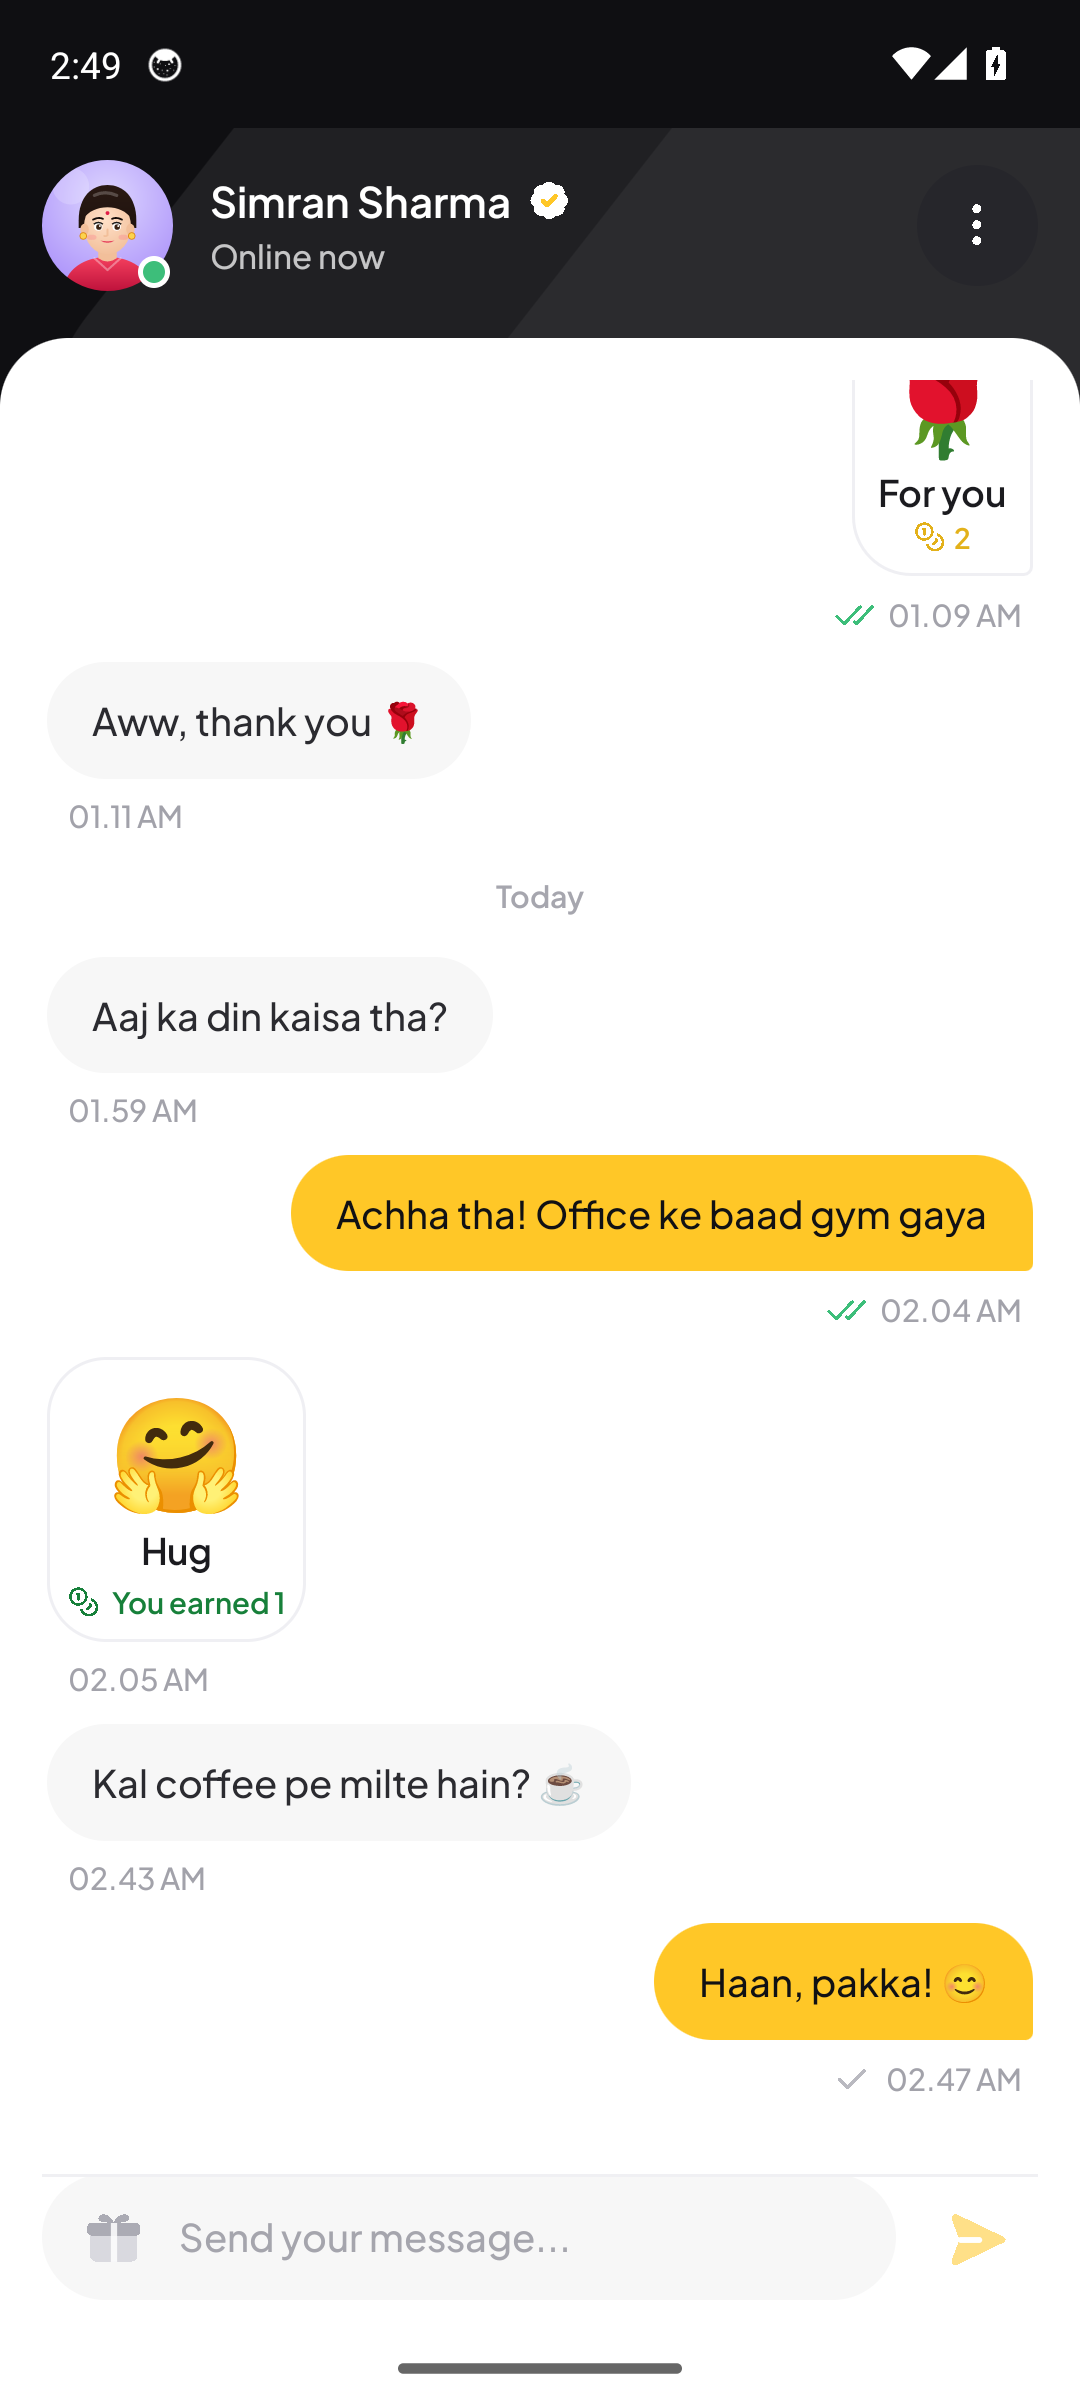 2:49
Simran Sharma
Online now
For you
2
01.09 AM
Aww, thank you 🌹
01.11 AM
Today
Aaj ka din kaisa tha?
01.59 AM
Achha tha! Office ke baad gym gaya
02.04 AM
Hug
You earned 1
02.05 AM
Kal coffee pe milte hain? ☕
02.43 AM
Haan, pakka! 😊
02.47 AM
Send your message...